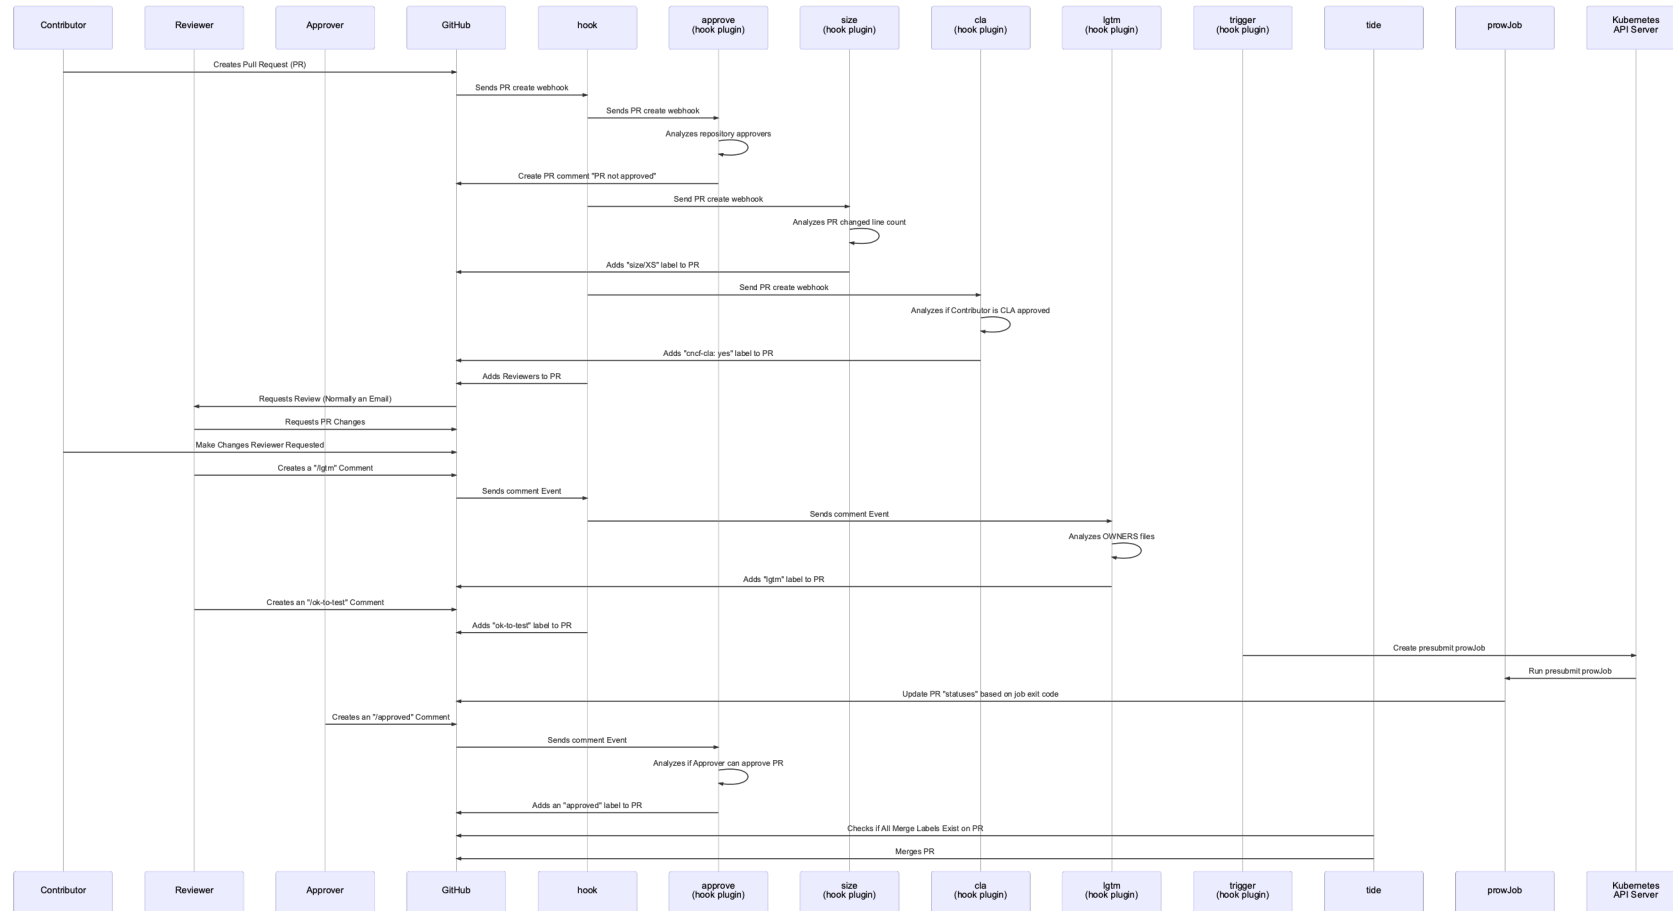 Contributor
Reviewer
Approver
GitHub
hook
approve
(hook plugin)
size
(hook plugin)
cla
(hook plugin)
lgtm
(hook plugin)
trigger
(hook plugin)
tide
prowJob
Kubernetes
API Server
Creates Pull Request (PR)
Sends PR create webhook
Sends PR create webhook
Analyzes repository approvers
Create PR comment "PR not approved"
Send PR create webhook
Analyzes PR changed line count
Adds "size/XS" label to PR
Send PR create webhook
Analyzes if Contributor is CLA approved
Adds "cncf-cla: yes" label to PR
Adds Reviewers to PR
Requests Review (Normally an Email)
Requests PR Changes
Make Changes Reviewer Requested
Creates a "/lgtm" Comment
Sends comment Event
Sends comment Event
Analyzes OWNERS files
Adds "lgtm" label to PR
Creates an "/ok-to-test" Comment
Adds "ok-to-test" label to PR
Create presubmit prowJob
Run presubmit prowJob
Update PR "statuses" based on job exit code
Creates an "/approved" Comment
Sends comment Event
Analyzes if Approver can approve PR
Adds an "approved" label to PR
Checks if All Merge Labels Exist on PR
Merges PR
Contributor
Reviewer
Approver
GitHub
hook
approve
(hook plugin)
size
(hook plugin)
cla
(hook plugin)
lgtm
(hook plugin)
trigger
(hook plugin)
tide
prowJob
Kubernetes
API Server